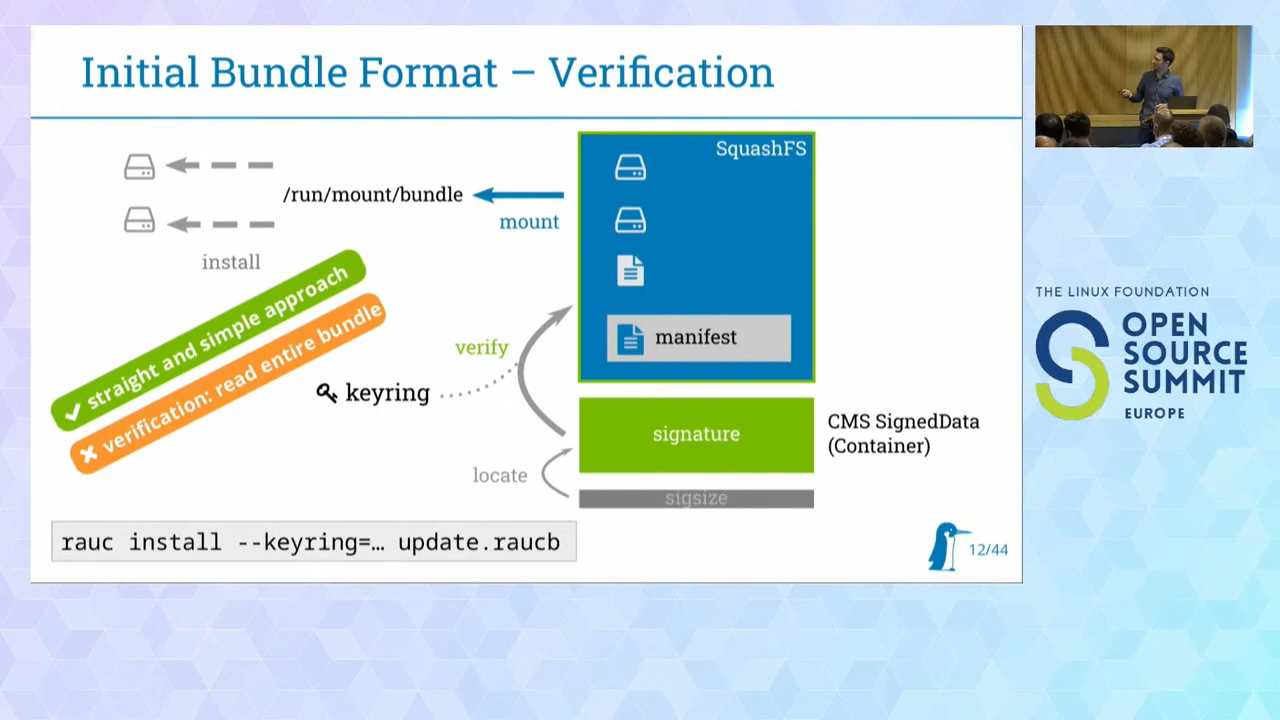 Initial Bundle Format – Verification
SquashFS
/run/mount/bundle
mount
install
straight and simple approach
verification: read entire bundle
verify
manifest
keyring
signature
CMS SignedData
(Container)
locate
sigsize
rauc install --keyring=… update.raucb
12/44
THE LINUX FOUNDATION
OPEN
SOURCE
SUMMIT
EUROPE